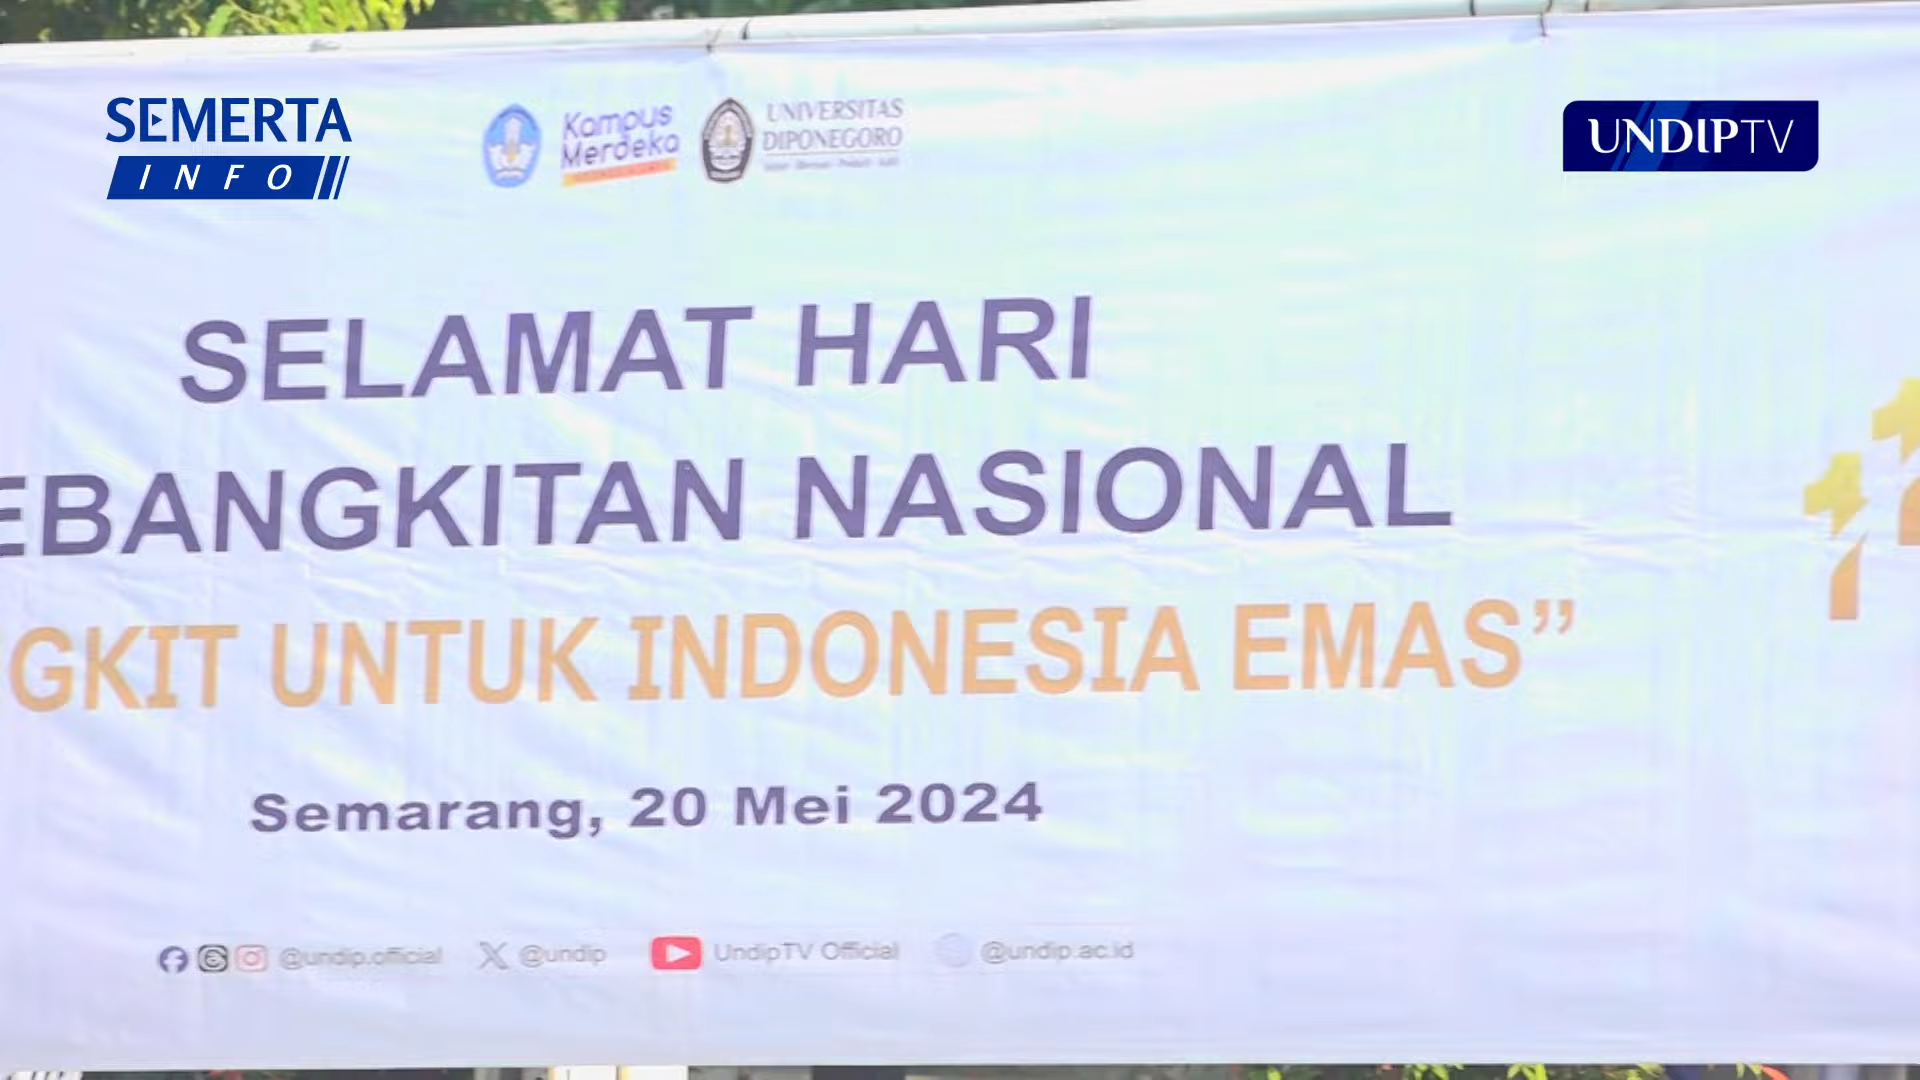 SEMERTA
INFO
Kampus
Merdeka
UNIVERSITAS
DIPONEGORO
UNDIPTV
SELAMAT HARI
EBANGKITAN NASIONAL
GKIT UNTUK INDONESIA EMAS”
Semarang, 20 Mei 2024
@undip.official @undip UndipTV Official @undip.ac.id